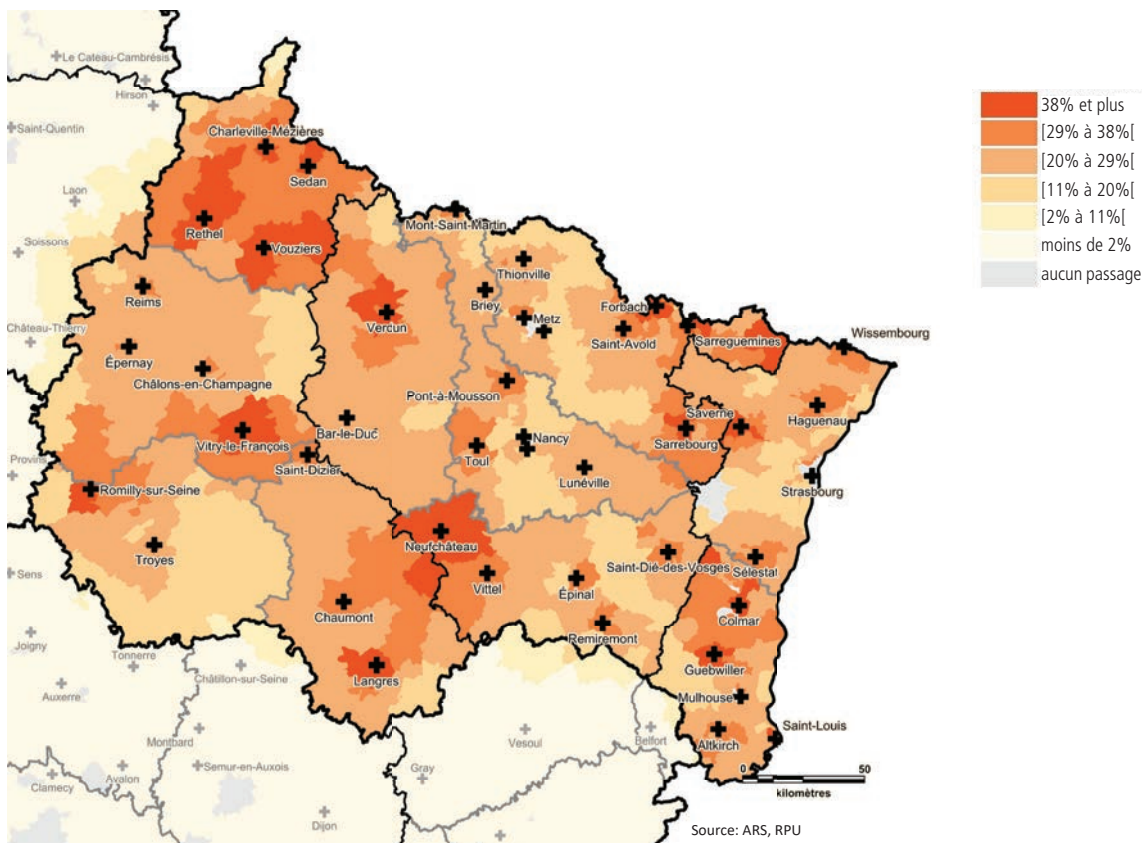 Le Cateau-Cambrésis
Hirson
Saint-Quentin
Charleville-Mézières
Sedan
Laon
Rethel
Mont-Saint-Martin
Vouziers
Soissons
Thionville
Reims
Briey
Forbach
Metz
Vercun
Château-Thierry
Saint-Avold
Sarreguemines
Wissembourg
Épernay
Châlons-en-Champagne
Pont-à-Mousson
Saverne
Haguenau
Vitry-le-François
Bar-le-Duc
Nancy
Sarrebourg
Provins
Saint-Dizier
Toul
Lunéville
Romilly-sur-Seine
Strasbourg
Neufchâteau
Troyes
Saint-Dié-des-Vosges
Sélestat
Sens
Vittel
Épinal
Chaumont
Colmar
Remiremont
Joigny
Tonnerre
Guebwiller
Châtillon-sur-Seine
Langres
Auxerre
Mulhouse
Saint-Louis
Montbard
Vesoul
Belfort
Altkirch
Avalon
Semur-en-Auxois
Gray
Clamecy
Dijon
0 50
kilomètres
Source: ARS, RPU
38% et plus
[29% à 38%[
[20% à 29%[
[11% à 20%[
[2% à 11%[
moins de 2%
aucun passage